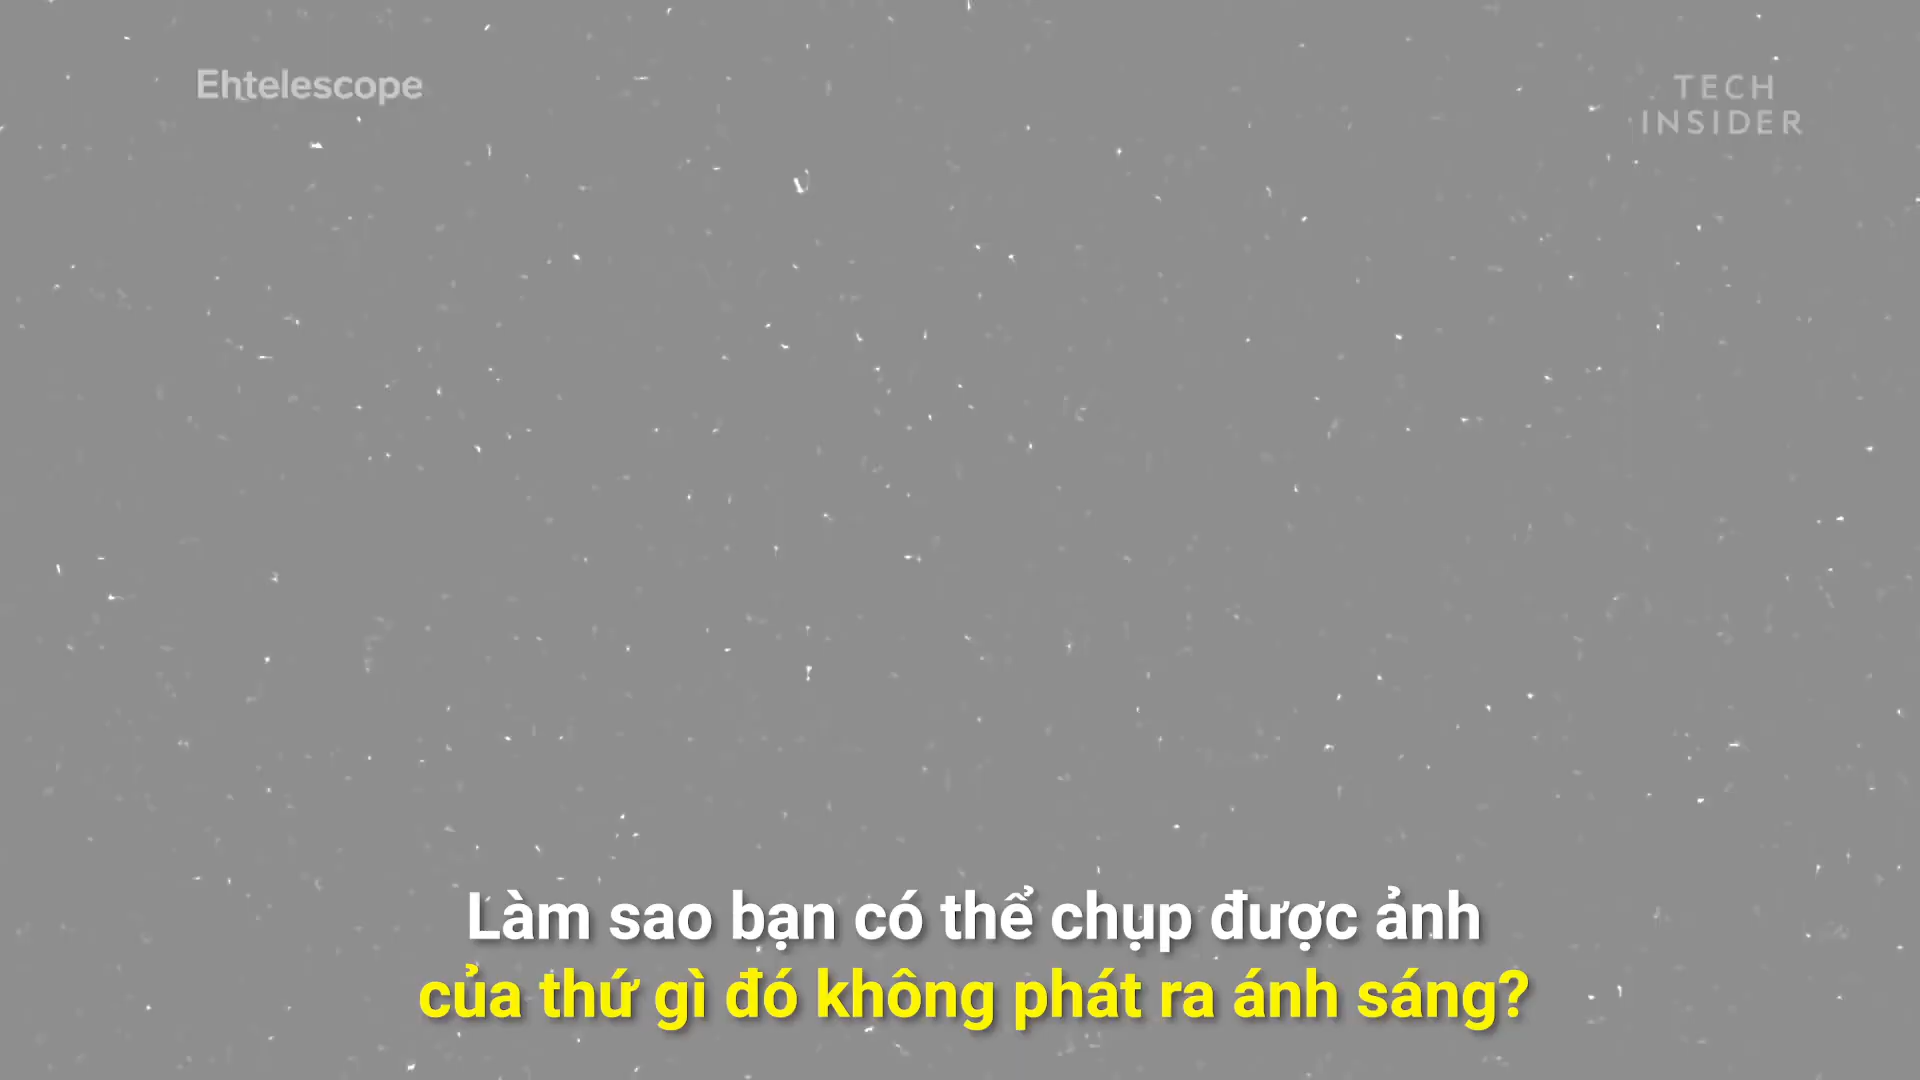 Ehtelescope
TECH
INSIDER
Làm sao bạn có thể chụp được ảnh
của thứ gì đó không phát ra ánh sáng?